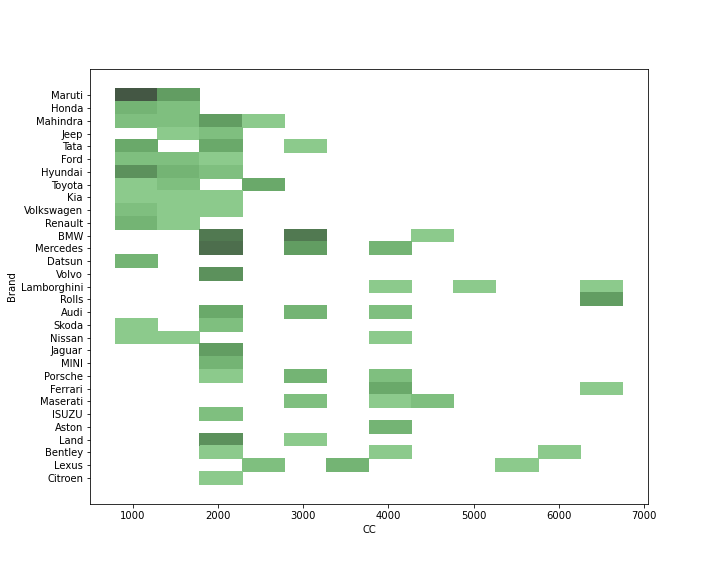 Maruti
Honda
Mahindra
Jeep
Tata
Ford
Hyundai
Toyota
Kia
Volkswagen
Renault
BMW
Mercedes
Datsun
Volvo
Lamborghini
Rolls
Audi
Skoda
Nissan
Jaguar
MINI
Porsche
Ferrari
Maserati
ISUZU
Aston
Land
Bentley
Lexus
Citroen
Brand
1000 2000 3000 4000 5000 6000 7000
CC